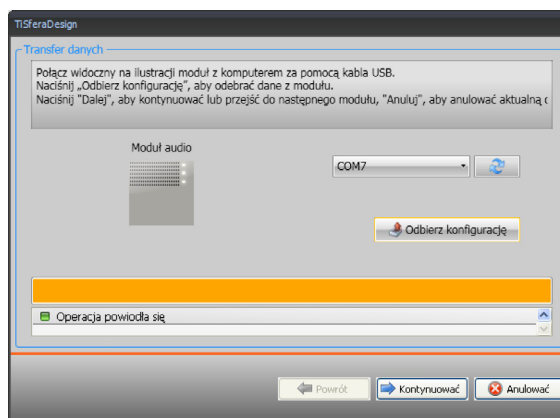 TiSferaDesign
Transfer danych
Połącz widoczny na ilustracji moduł z komputerem za pomocą kabla USB.
Naciśnij „Odbierz konfigurację”, aby odebrać dane z modułu.
Naciśnij "Dalej", aby kontynuować lub przejść do następnego modułu, "Anuluj", aby anulować aktualną
Moduł audio
COM7
Odbierz konfigurację
Operacja powiodła się
Powrót
Kontynuować
Anulować